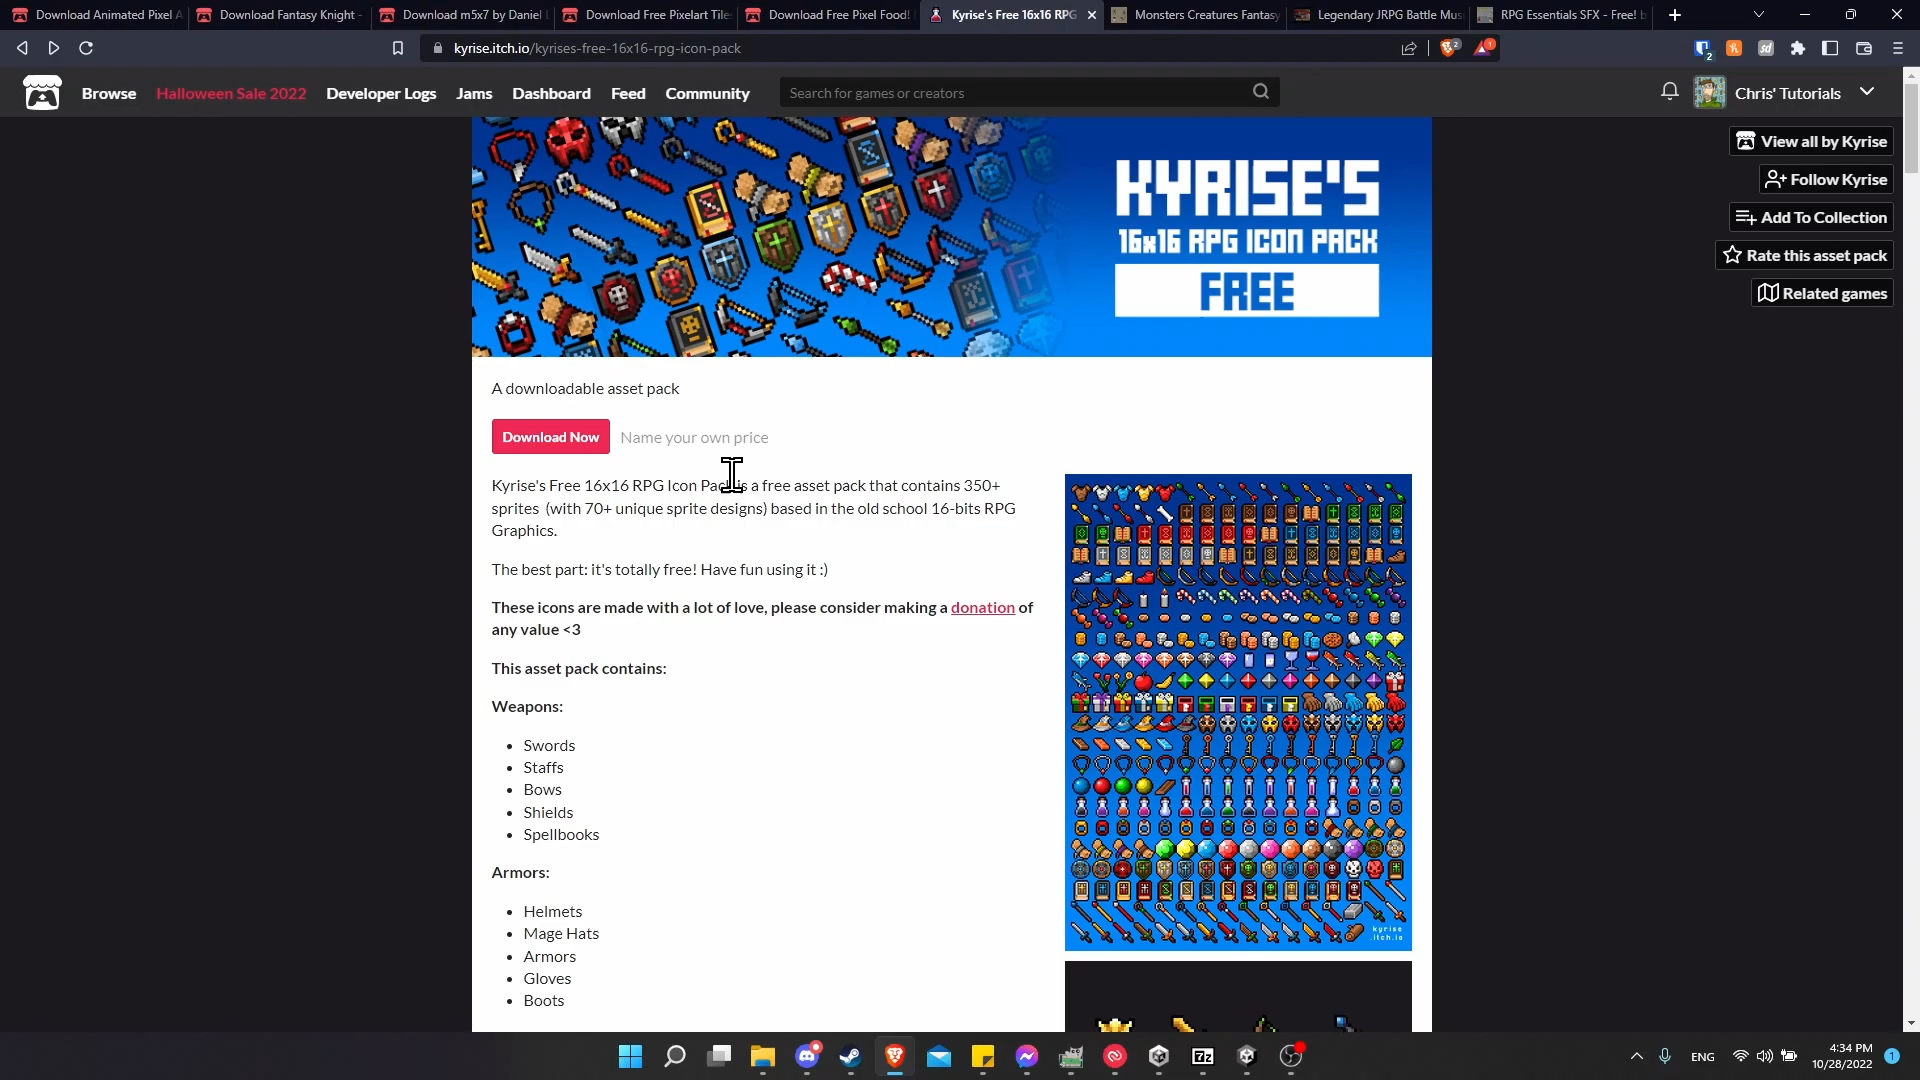 Download Animated Pixel A
Download Fantasy Knight -
Download m5x7 by Daniel L
Download Free Pixelart Tile
Download Free Pixel Food!
Kyrise's Free 16x16 RPG
Monsters Creatures Fantasy
Legendary JRPG Battle Mus
RPG Essentials SFX - Free! b
kyrise.itch.io/kyrises-free-16x16-rpg-icon-pack
2
1
2
Browse
Halloween Sale 2022
Developer Logs
Jams
Dashboard
Feed
Community
Search for games or creators
Chris' Tutorials
View all by Kyrise
Follow Kyrise
Add To Collection
Rate this asset pack
Related games
KYRISE'S
16x16 RPG ICON PACK
FREE
A downloadable asset pack
Download Now
Name your own price
Kyrise's Free 16x16 RPG Icon Pack is a free asset pack that contains 350+
sprites (with 70+ unique sprite designs) based in the old school 16-bits RPG
Graphics.
The best part: it's totally free! Have fun using it :)
These icons are made with a lot of love, please consider making a donation of
any value <3
This asset pack contains:
Weapons:
Swords
Staffs
Bows
Shields
Spellbooks
Armors:
Helmets
Mage Hats
Armors
Gloves
Boots
kyrise
.itch.io
7z
ENG
4:34 PM
10/28/2022
1